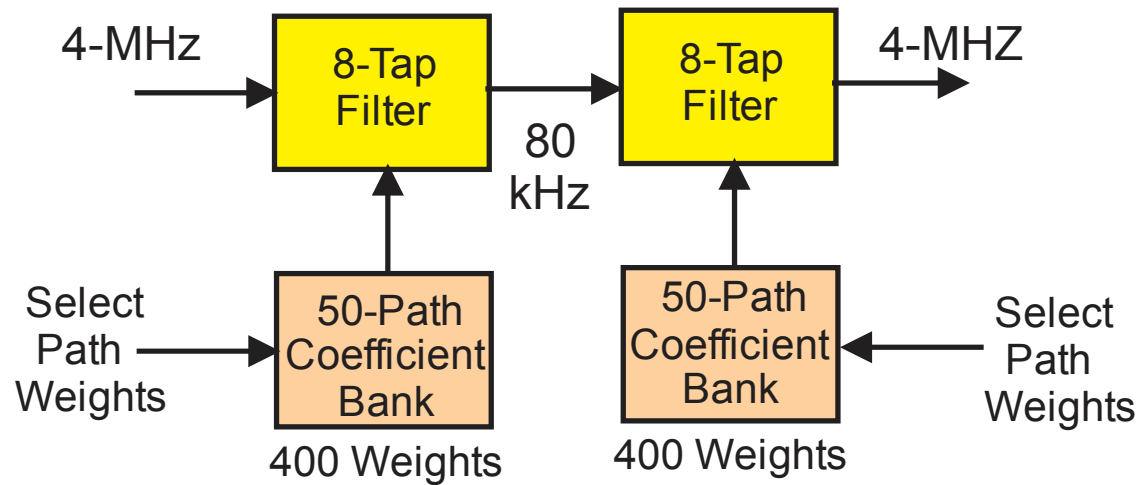 4-MHz
8-Tap
Filter
80
kHz
8-Tap
Filter
4-MHZ
Select
Path
Weights
50-Path
Coefficient
Bank
400 Weights
50-Path
Coefficient
Bank
400 Weights
Select
Path
Weights